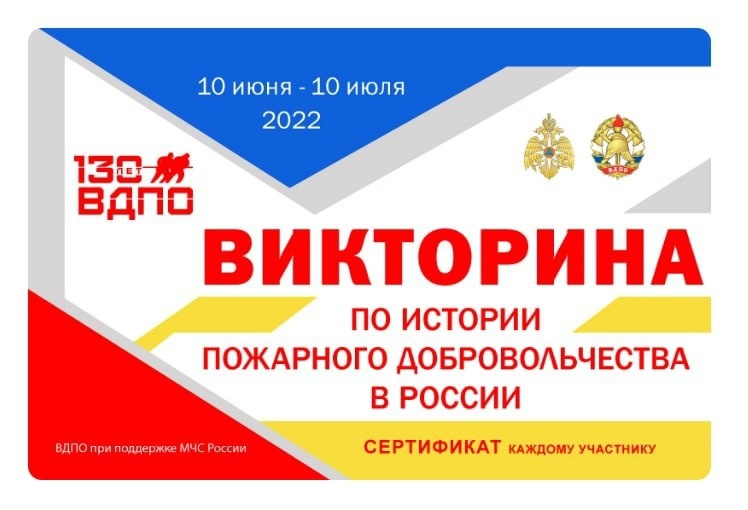 10 июня - 10 июля
2022
130
ЛЕТ
ВДПО
ВДПО
ВИКТОРИНА
ПО ИСТОРИИ
ПОЖАРНОГО ДОБРОВОЛЬЧЕСТВА
В РОССИИ
ВДПО при поддержке МЧС России
СЕРТИФИКАТ КАЖДОМУ УЧАСТНИКУ